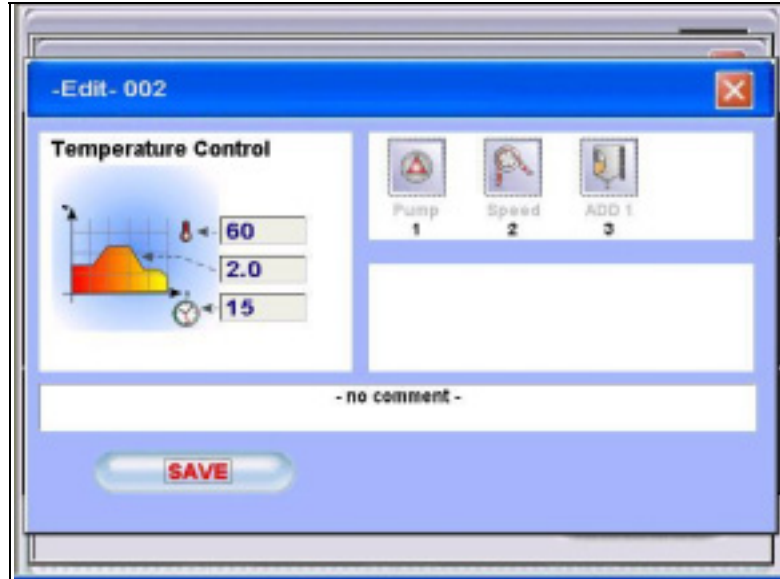 -Edit- 002
Temperature Control
60
2.0
15
Pump Speed ADD 1
1 2 3
- no comment -
SAVE